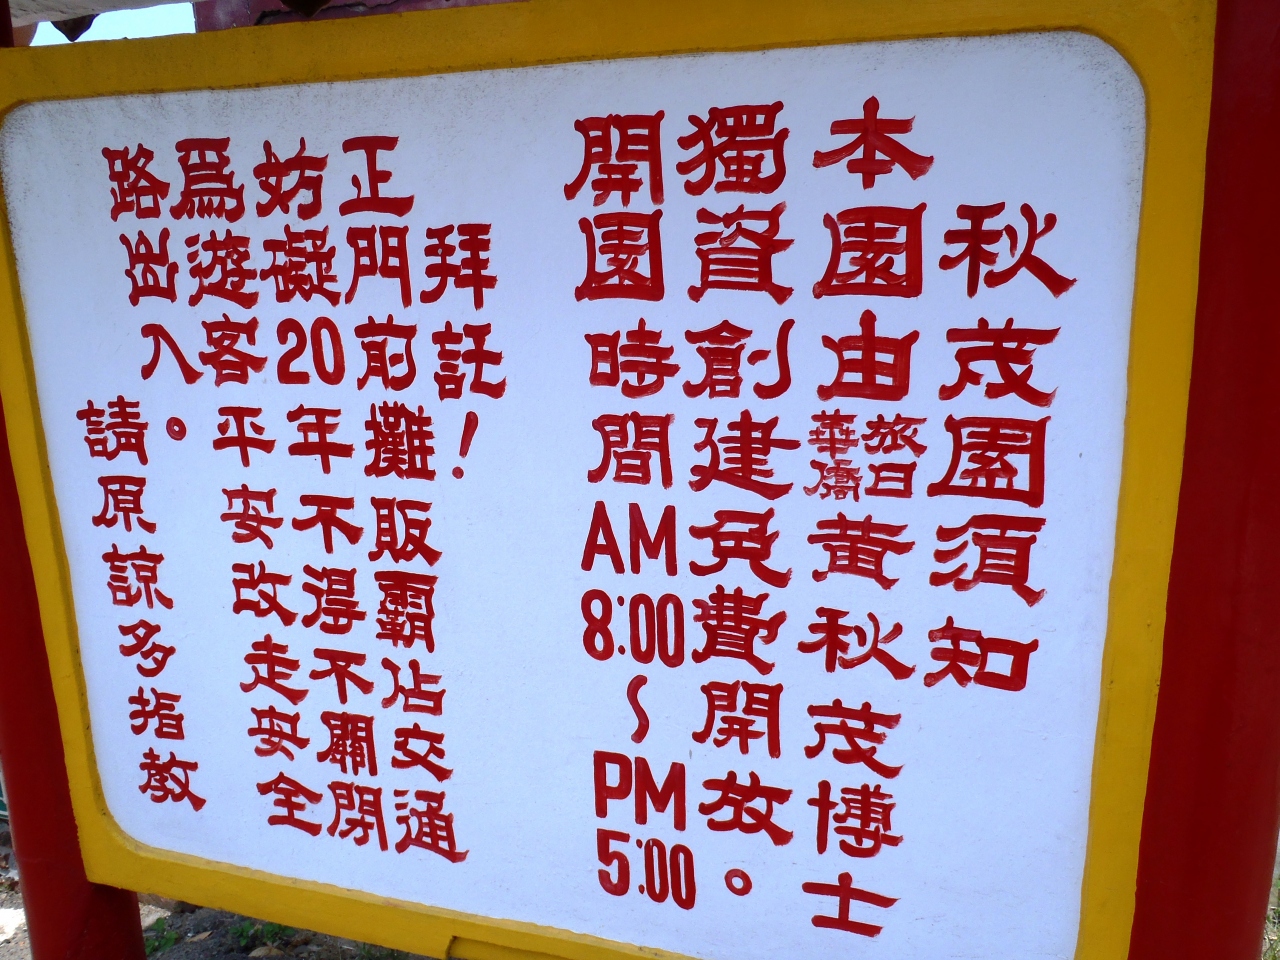 秋茂園須知
本園由旅日華僑黃秋茂博士
獨資創建免費開放。
開園時間AM8:00~PM5:00
拜託!
正門前攤販霸佔交通
妨礙20年不得不關閉
為遊客平安改走安全
路出入。
請原諒多指教